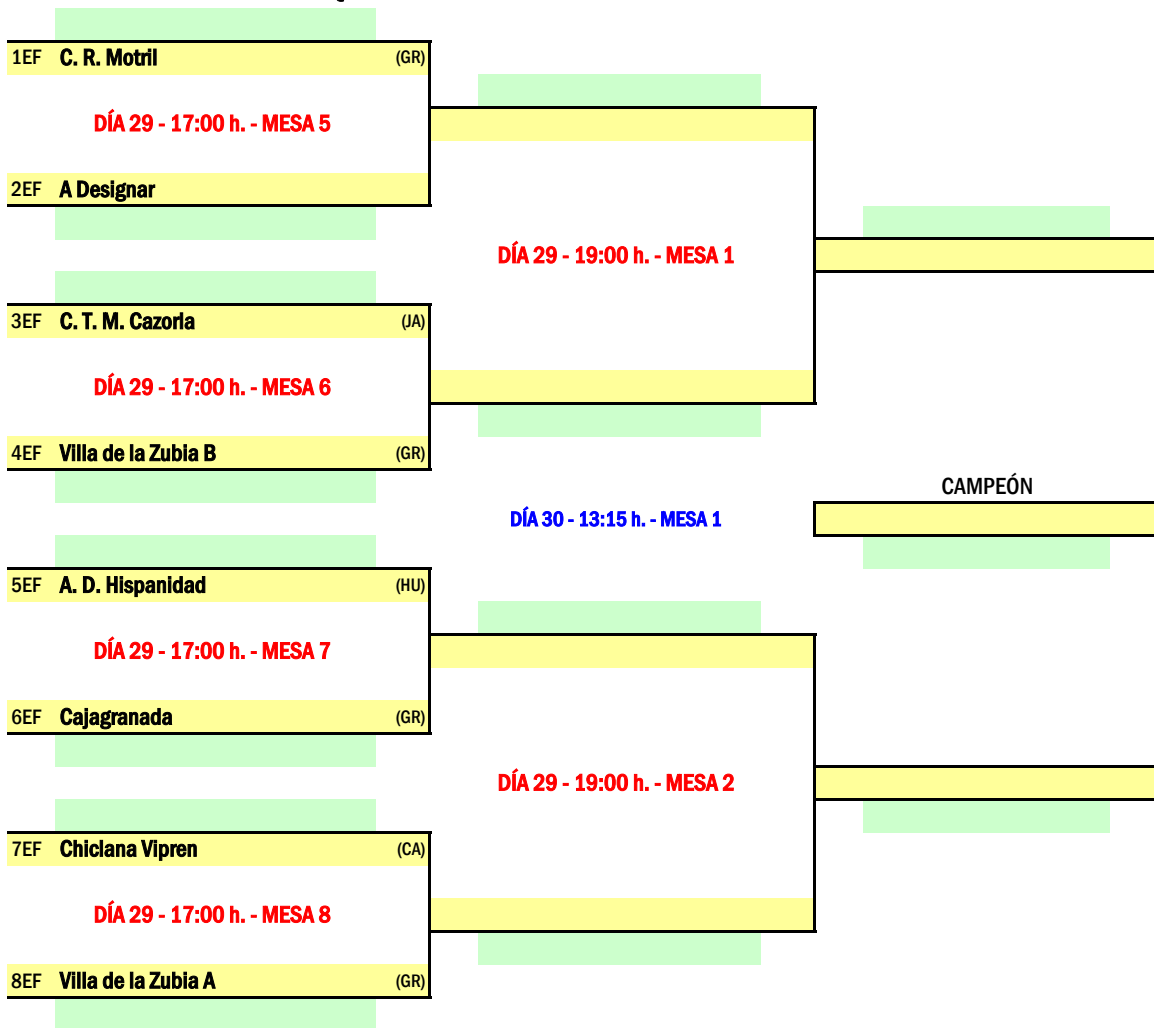 1EF C. R. Motril (GR)
DÍA 29 - 17:00 h. - MESA 5
2EF A Designar
DÍA 29 - 19:00 h. - MESA 1
3EF C. T. M. Cazorla (JA)
DÍA 29 - 17:00 h. - MESA 6
4EF Villa de la Zubia B (GR)
CAMPEÓN
DÍA 30 - 13:15 h. - MESA 1
5EF A. D. Hispanidad (HU)
DÍA 29 - 17:00 h. - MESA 7
6EF Cajagranada (GR)
DÍA 29 - 19:00 h. - MESA 2
7EF Chiclana Vipren (CA)
DÍA 29 - 17:00 h. - MESA 8
8EF Villa de la Zubia A (GR)